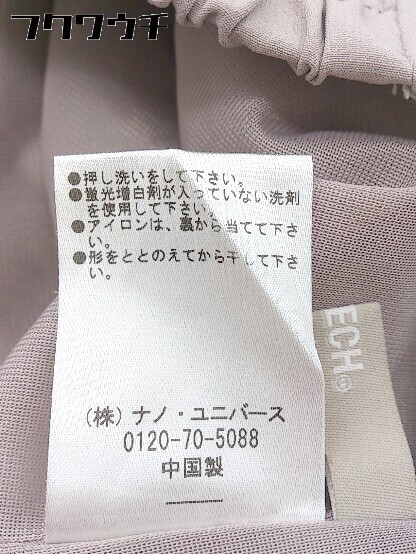 フクワウチ
●押し洗いをして下さい。
●蛍光増白剤が入っていない洗剤
を使用して下さい。
●アイロンは、裏から当てて下さ
い。
●形をととのえてから干して下さ
い。
ECH
(株)ナノ・ユニバース
0120-70-5088
中国製